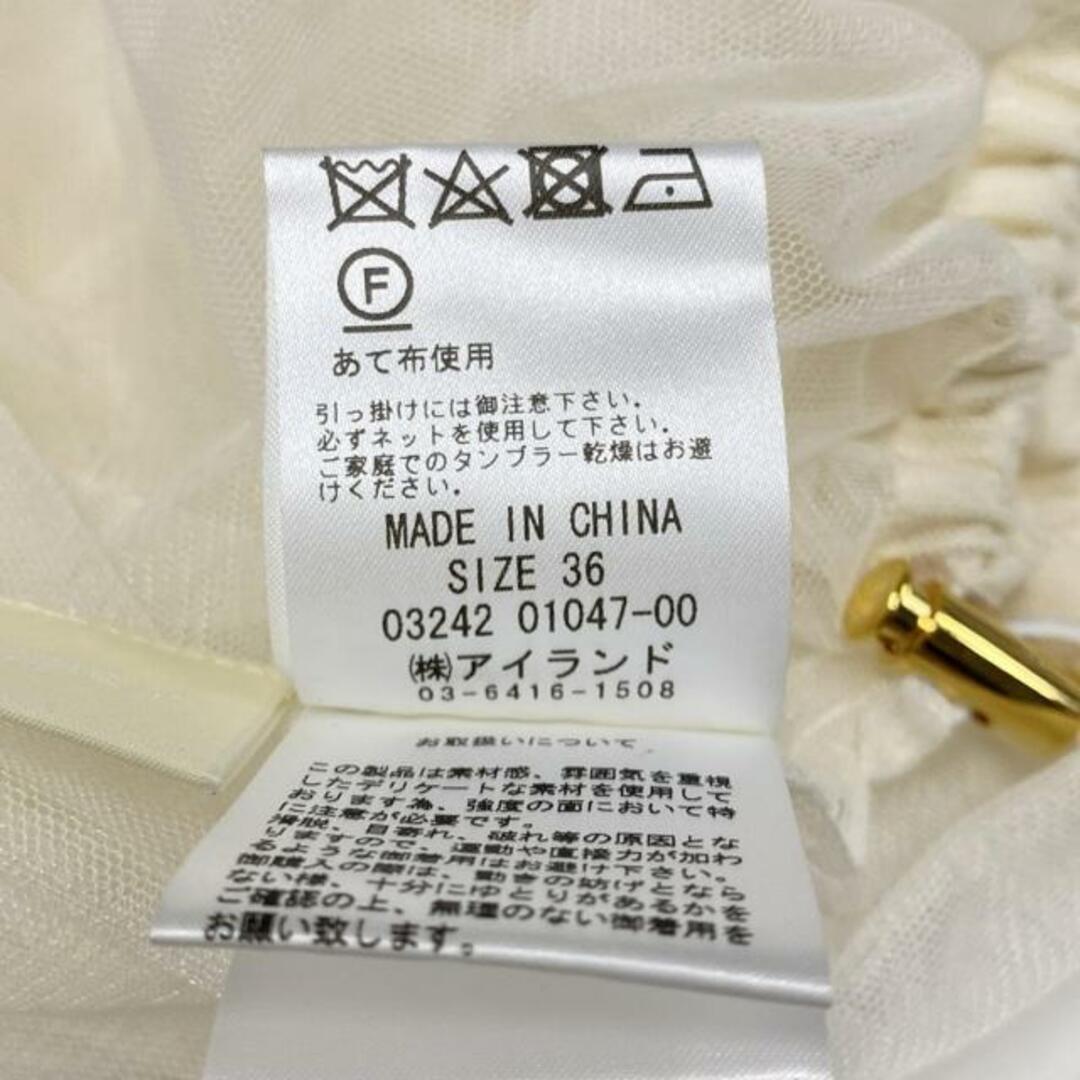 F
あて布使用
引っ掛けには御注意下さい。
必ずネットを使用して下さい。
ご家庭でのタンブラー乾燥はお避
けください。
MADE IN CHINA
SIZE 36
03242 01047-00
㈱アイランド
03-6416-1508
お取扱いについて
この製品は素材感、雰囲気を重視
したデリケートな素材を使用して
おります為、強度の面において特
に注意が必要です。
滑脱、目寄れ、破れ等の原因とな
りますので、運動や直接力が加わ
るような御着用はお避け下さい。
御購入の際は、動きの妨げとなら
ない様、十分にゆとりがあるかを
ご確認の上、無理のない御着用を
お願い致します。